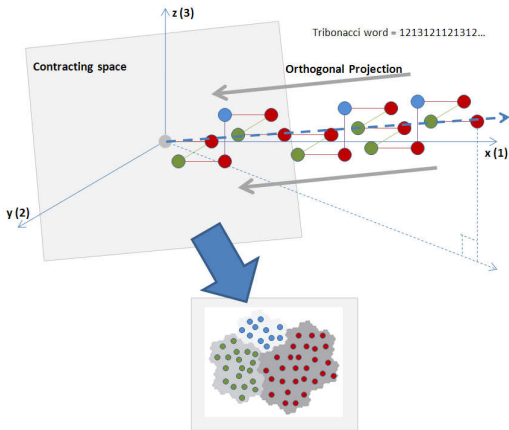 z (3)
Tribonacci word = 1213121121312...
Contracting space
Orthogonal Projection
x (1)
y (2)